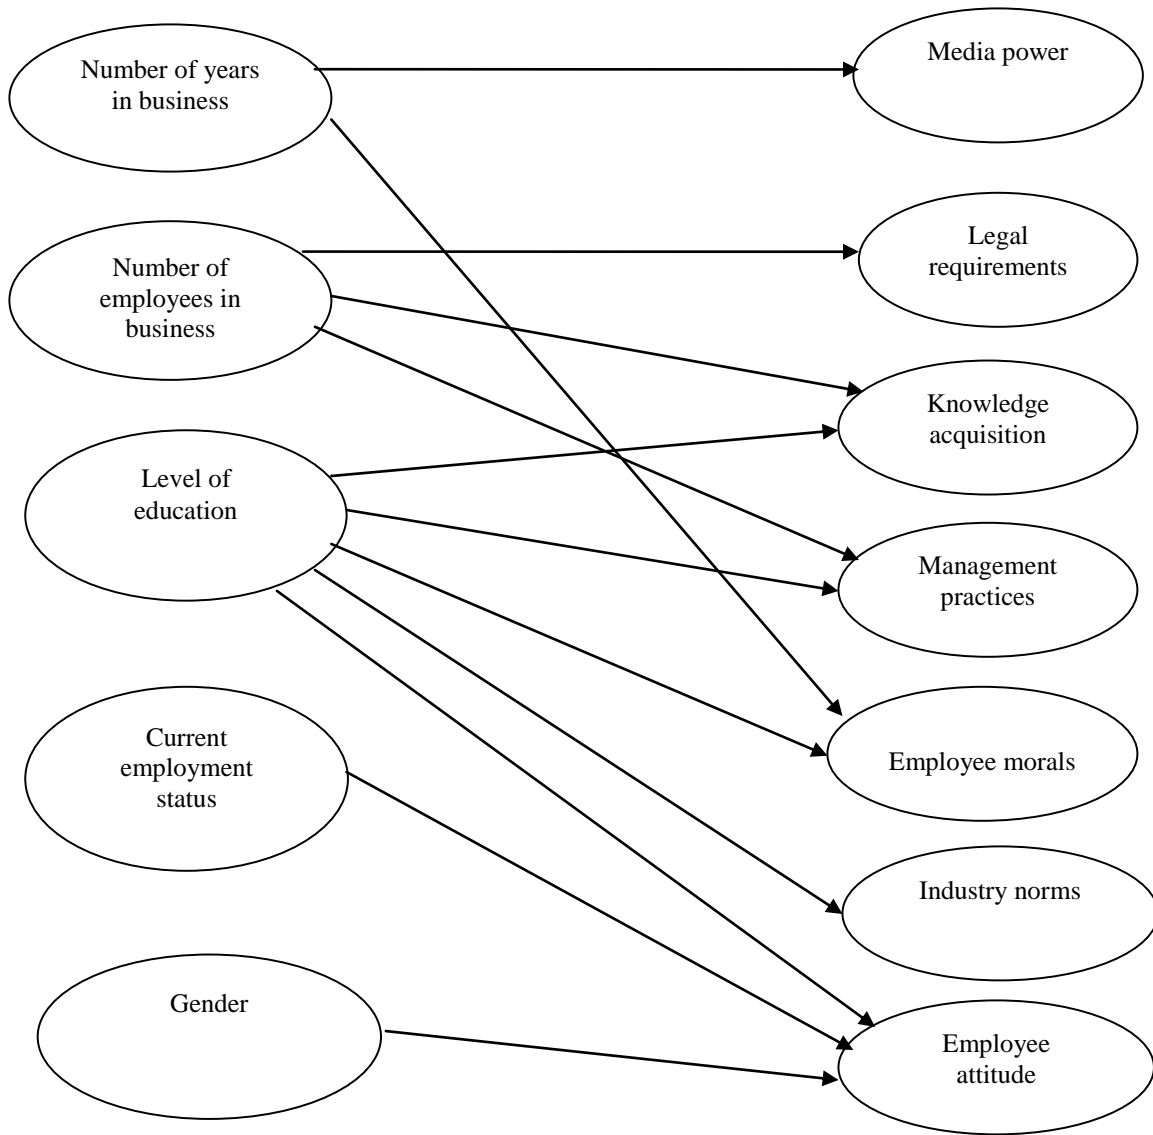 Number of years
in business
Media power
Number of
employees in
business
Legal
requirements
Knowledge
acquisition
Level of
education
Management
practices
Current
employment
status
Employee morals
Industry norms
Gender
Employee
attitude